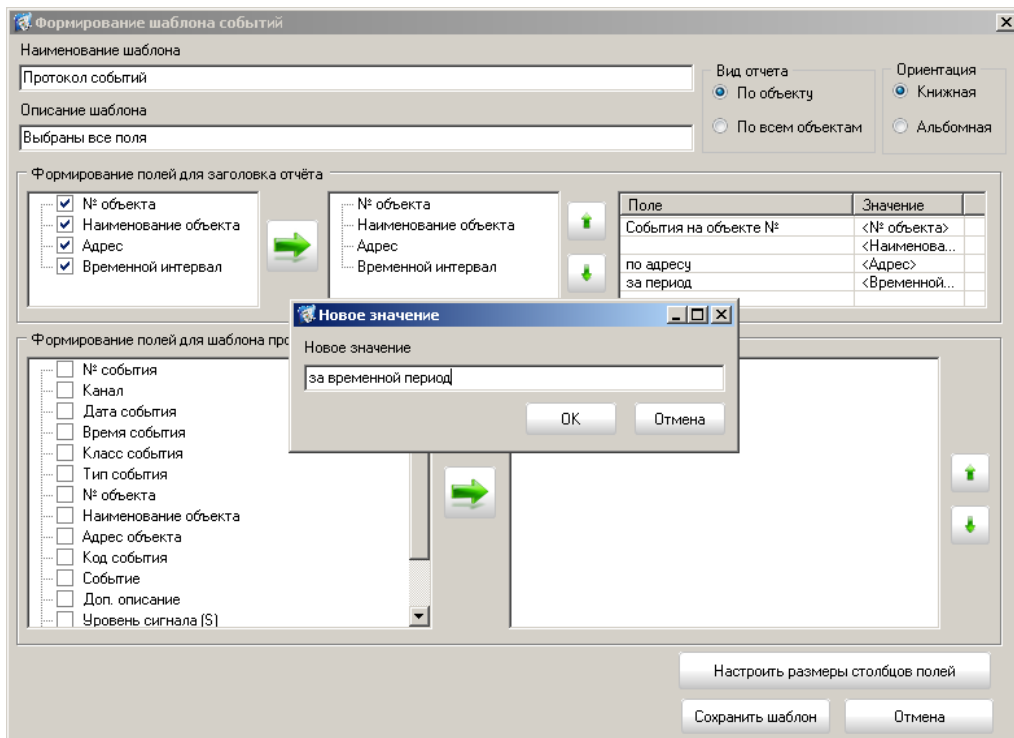 Формирование шаблона событий
Наименование шаблона
Протокол событий
Описание шаблона
Выбраны все поля
Вид отчета
По объекту
По всем объектам
Ориентация
Книжная
Альбомная
Формирование полей для заголовка отчёта
№ объекта
Наименование объекта
Адрес
Временной интервал
№ объекта
Наименование объекта
Адрес
Временной интервал
Поле Значение
События на объекте № <№ объекта>
<Наименова...
по адресу <Адрес>
за период <Временной...
Новое значение
Новое значение
за временной период
OK Отмена
Формирование полей для шаблона про
№ события
Канал
Дата события
Время события
Класс события
Тип события
№ объекта
Наименование объекта
Адрес объекта
Код события
Событие
Доп. описание
Уровень сигнала (S)
Настроить размеры столбцов полей
Сохранить шаблон Отмена